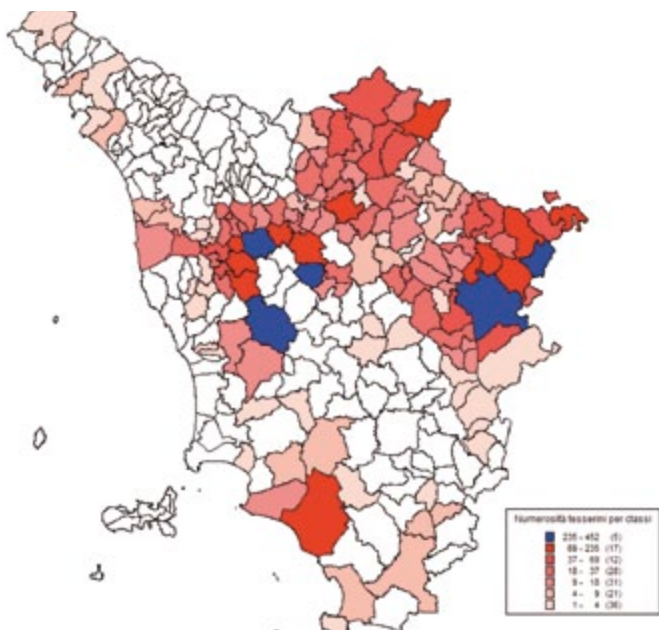 Numerosità tesserini per classi
235 - 452 (5)
69 - 235 (17)
37 - 69 (12)
18 - 37 (28)
9 - 18 (31)
4 - 9 (21)
1 - 4 (36)